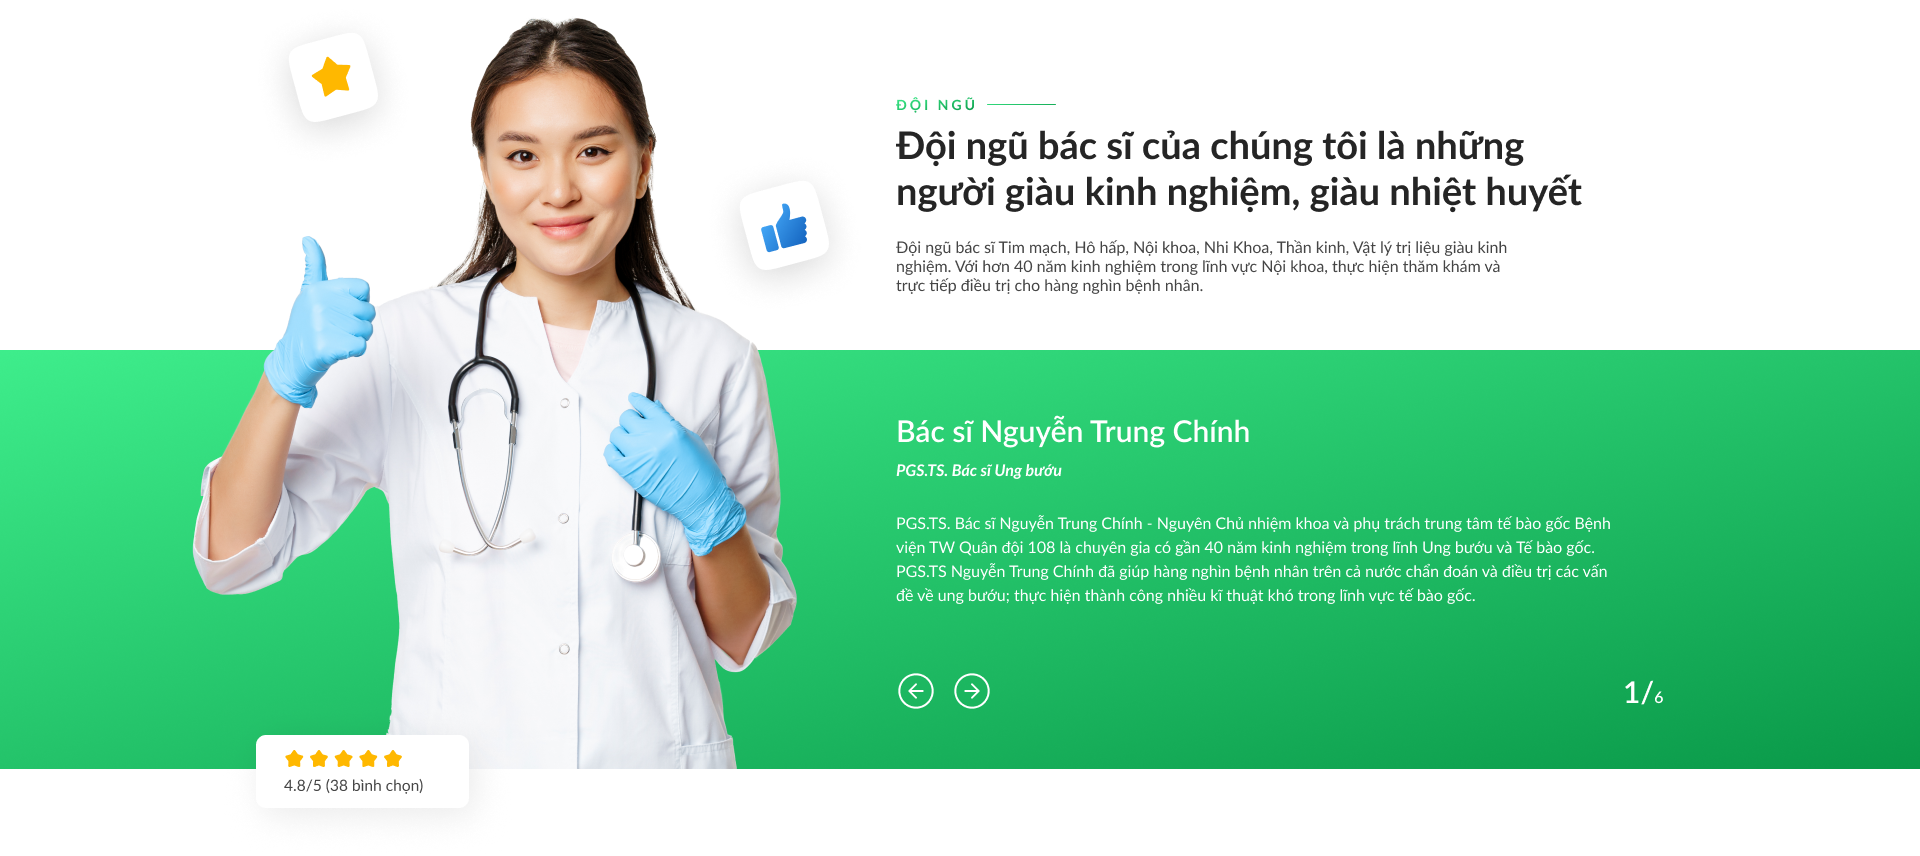 ĐỘI NGŨ
Đội ngũ bác sĩ của chúng tôi là những
người giàu kinh nghiệm, giàu nhiệt huyết
Đội ngũ bác sĩ Tim mạch, Hô hấp, Nội khoa, Nhi Khoa, Thần kinh, Vật lý trị liệu giàu kinh
nghiệm. Với hơn 40 năm kinh nghiệm trong lĩnh vực Nội khoa, thực hiện thăm khám và
trực tiếp điều trị cho hàng nghìn bệnh nhân.
Bác sĩ Nguyễn Trung Chính
PGS.TS. Bác sĩ Ung bướu
PGS.TS. Bác sĩ Nguyễn Trung Chính - Nguyên Chủ nhiệm khoa và phụ trách trung tâm tế bào gốc Bệnh
viện TW Quân đội 108 là chuyên gia có gần 40 năm kinh nghiệm trong lĩnh Ung bướu và Tế bào gốc.
PGS.TS Nguyễn Trung Chính đã giúp hàng nghìn bệnh nhân trên cả nước chẩn đoán và điều trị các vấn
đề về ung bướu; thực hiện thành công nhiều kĩ thuật khó trong lĩnh vực tế bào gốc.
1/6
4.8/5 (38 bình chọn)